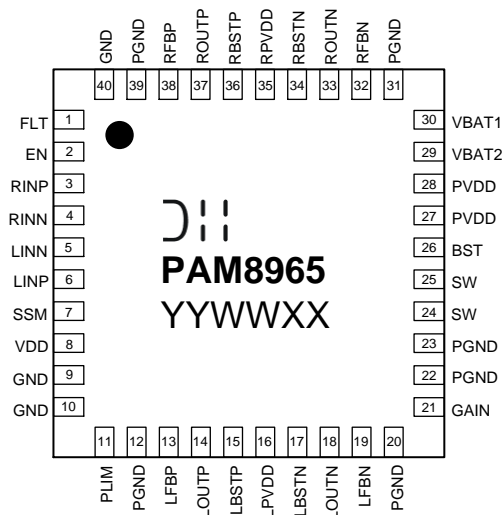 GND PGND RFBP ROUTP RBSTP RPVDD RBSTN ROUTN RFBN PGND
40 39 38 37 36 35 34 33 32 31
FLT 1 30 VBAT1
EN 2 29 VBAT2
RINP 3 28 PVDD
RINN 4 27 PVDD
LINN 5 26 BST
LINP 6 25 SW
SSM 7 24 SW
VDD 8 23 PGND
GND 9 22 PGND
GND 10 21 GAIN
PAM8965
YYWWXX
11 12 13 14 15 16 17 18 19 20
PLIM PGND LFBP LOUTP LBSTP LPVDD LBSTN LOUTN LFBN PGND